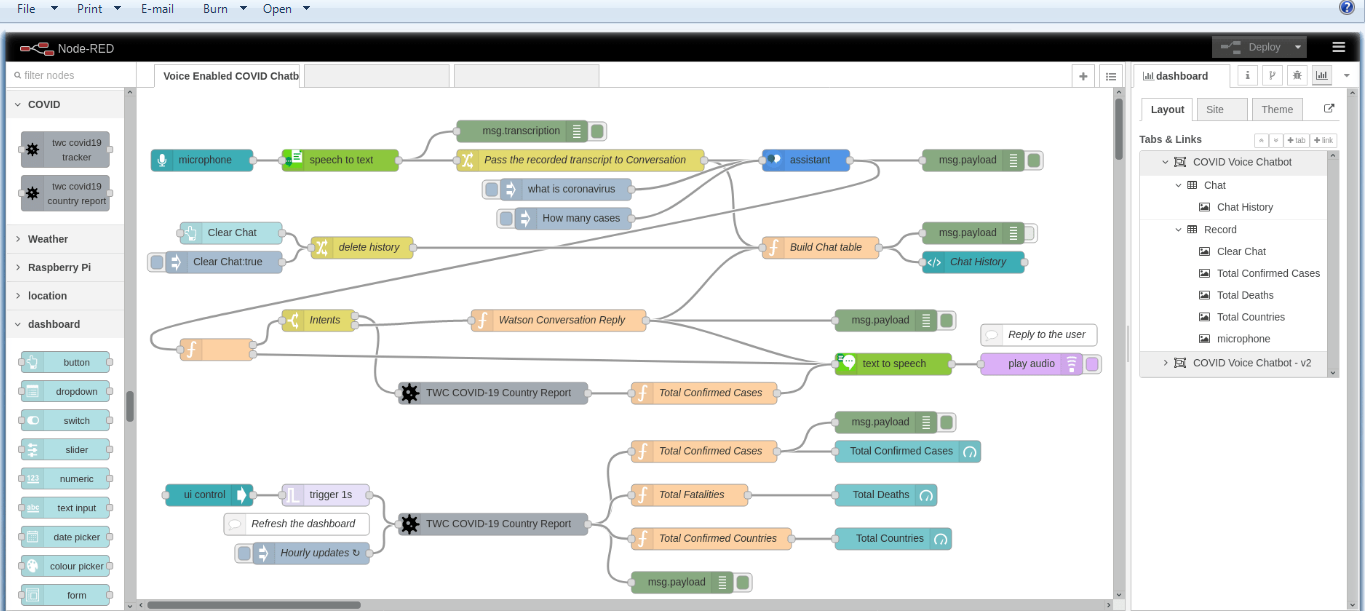 File Print E-mail Burn Open
Node-RED Deploy
filter nodes
Voice Enabled COVID Chatb
COVID
twc covid19
tracker
twc covid19
country report
Weather
Raspberry Pi
location
dashboard
button
dropdown
switch
slider
numeric
text input
date picker
colour picker
form
msg.transcription
microphone
speech to text
Pass the recorded transcript to Conversation
assistant
msg.payload
what is coronavirus
How many cases
Clear Chat
delete history
Clear Chat:true
Build Chat table
msg.payload
Chat History
Intents
Watson Conversation Reply
msg.payload
Reply to the user
text to speech
play audio
TWC COVID-19 Country Report
Total Confirmed Cases
msg.payload
Total Confirmed Cases
Total Confirmed Cases
ui control
trigger 1s
Total Fatalities
Total Deaths
Refresh the dashboard
TWC COVID-19 Country Report
Hourly updates ↻
Total Confirmed Countries
Total Countries
msg.payload
dashboard
Layout Site Theme
Tabs & Links
tab link
COVID Voice Chatbot
Chat
Chat History
Record
Clear Chat
Total Confirmed Cases
Total Deaths
Total Countries
microphone
COVID Voice Chatbot - v2